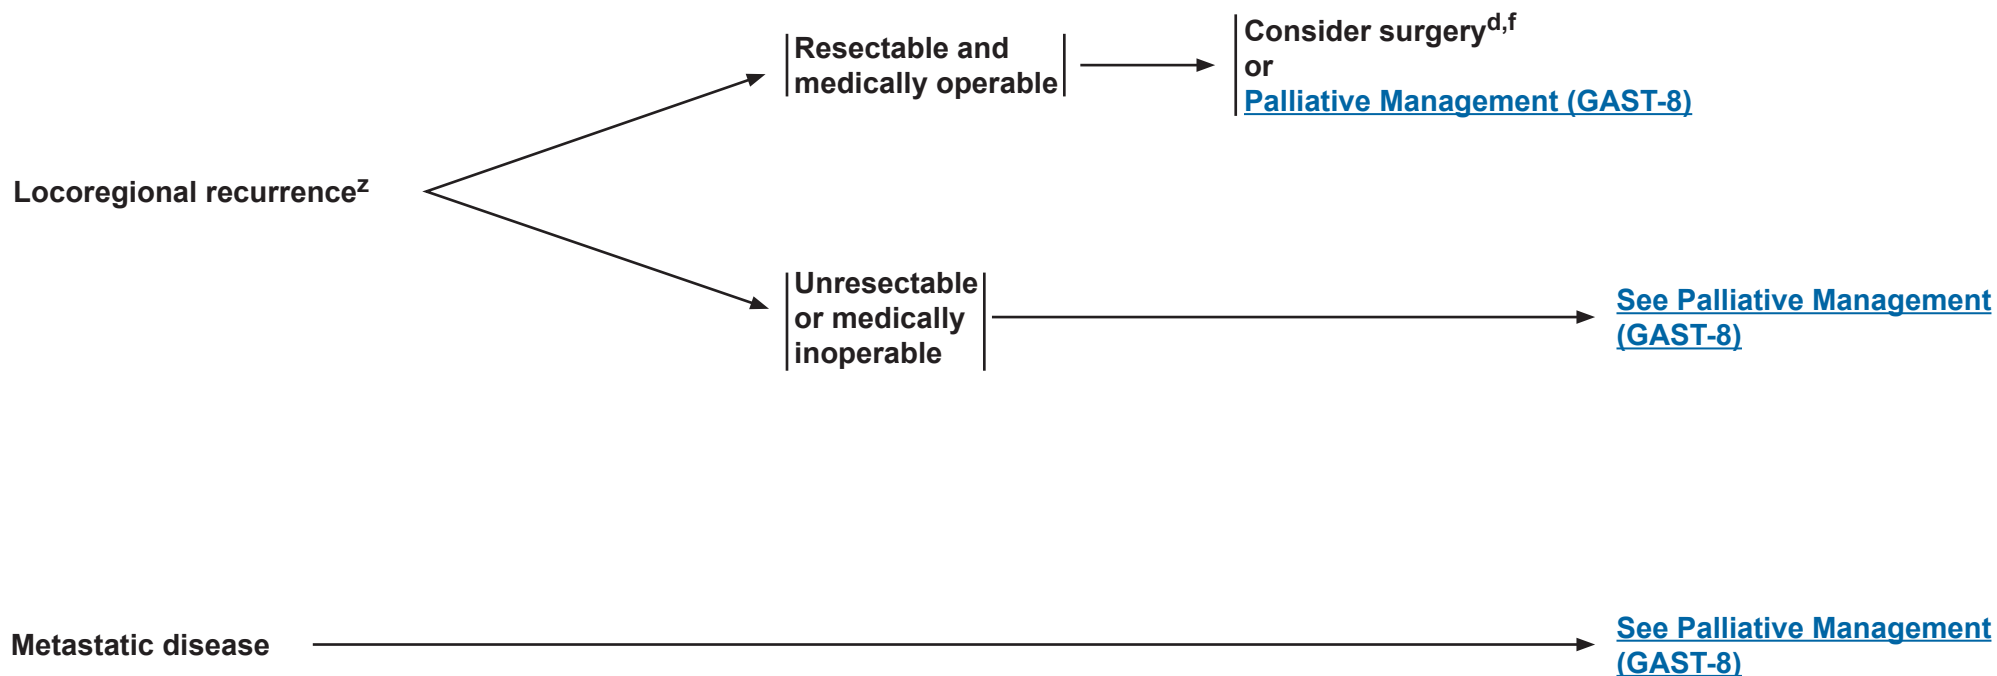 Resectable and
medically operable
Consider surgeryd,f
or
Palliative Management (GAST-8)
Locoregional recurrencez
Unresectable
or medically
inoperable
See Palliative Management
(GAST-8)
Metastatic disease
See Palliative Management
(GAST-8)